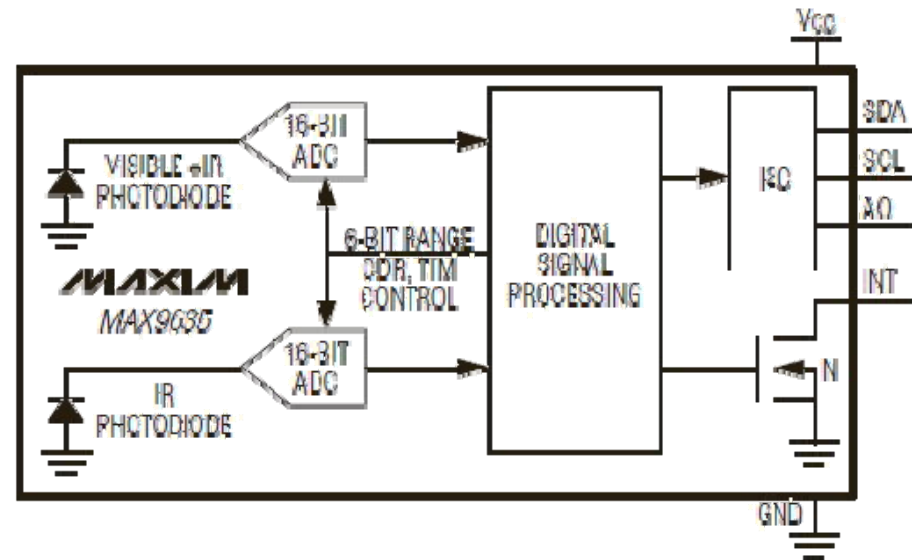 VCC
16-BIT
ADC
VISIBLE +IR
PHOTODIODE
SDA
SCL
A0
I2C
6-BIT RANGE
CDR, TIM
CONTROL
DIGITAL
SIGNAL
PROCESSING
MAXIM
MAX9635
INT
16-BIT
ADC
IR
PHOTODIODE
N
GND